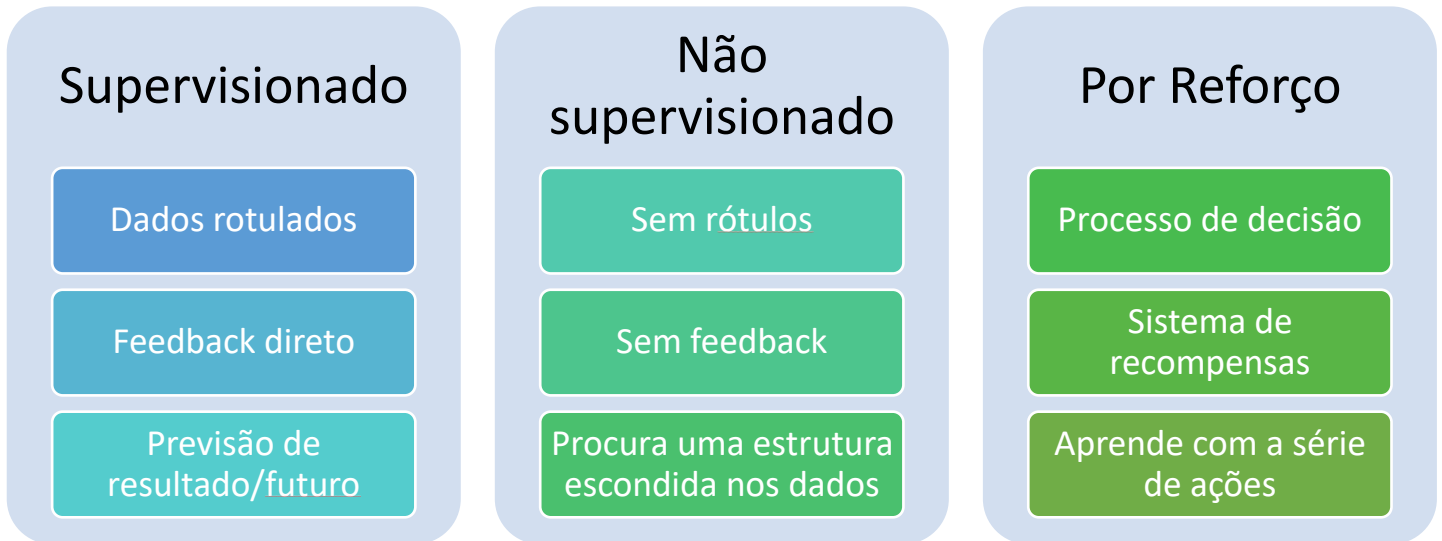 Supervisionado
Dados rotulados
Feedback direto
Previsão de
resultado/futuro
Não
supervisionado
Sem rótulos
Sem feedback
Procura uma estrutura
escondida nos dados
Por Reforço
Processo de decisão
Sistema de
recompensas
Aprende com a série
de ações